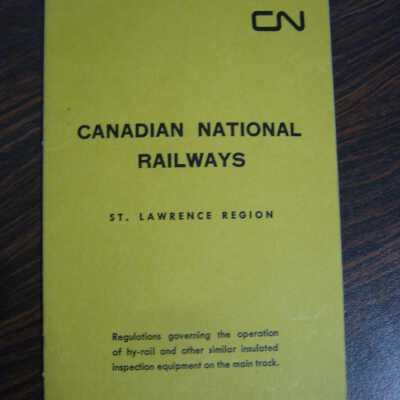 CN
CANADIAN NATIONAL
RAILWAYS
ST. LAWRENCE REGION
Regulations governing the operation
of hy-rail and other similar insulated
inspection equipment on the main track.